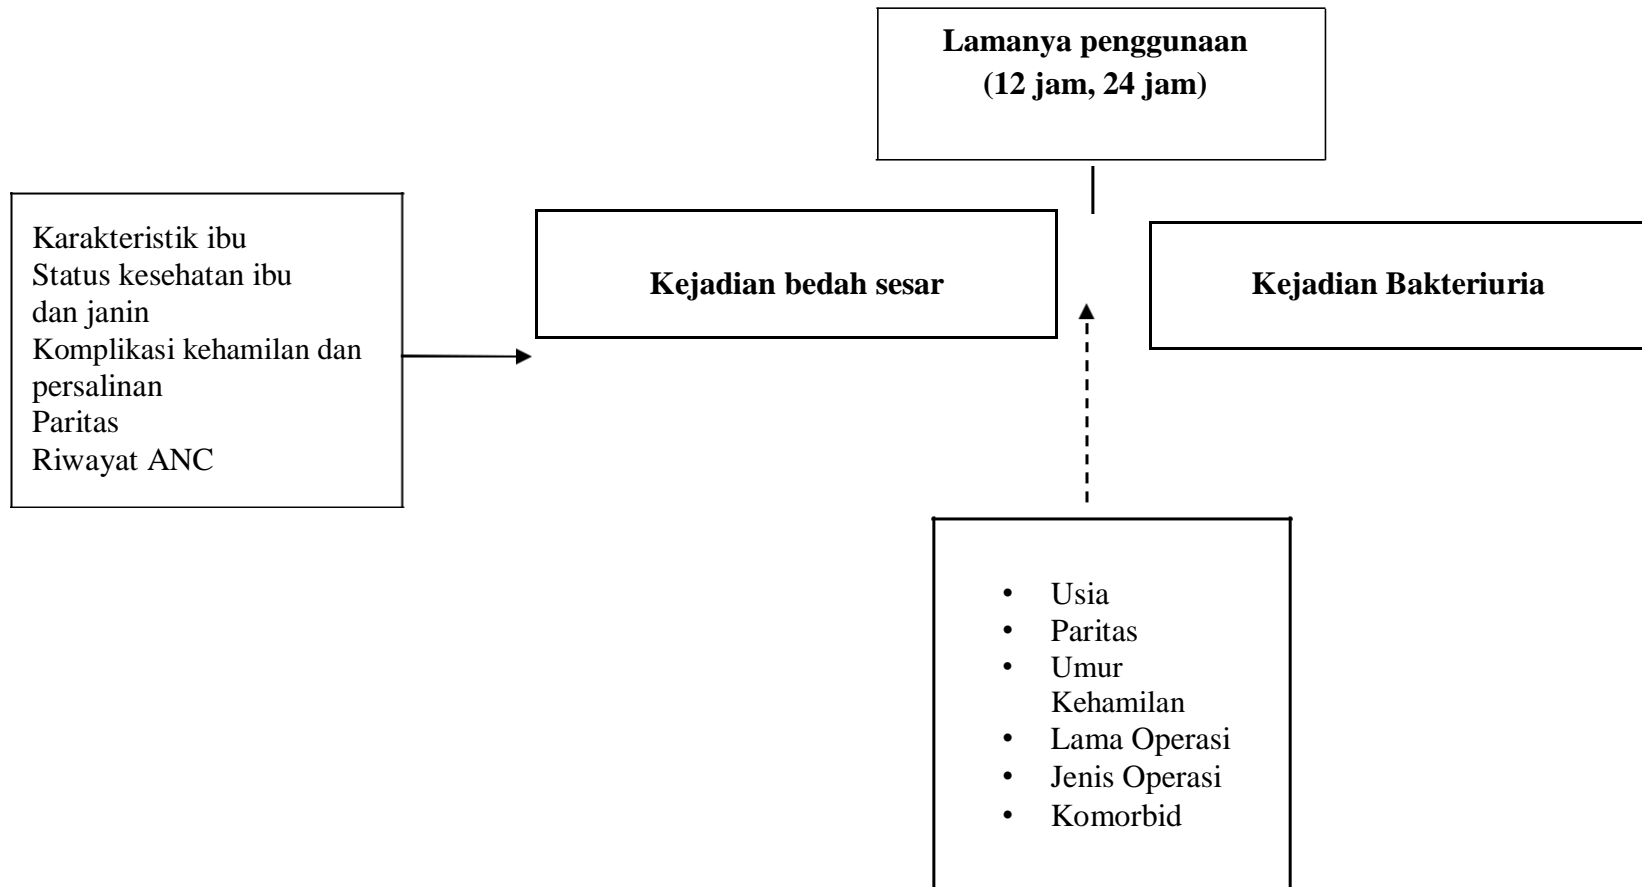 Lamanya penggunaan
(12 jam, 24 jam)
Karakteristik ibu
Status kesehatan ibu
dan janin
Komplikasi kehamilan dan
persalinan
Paritas
Riwayat ANC
Kejadian bedah sesar
Kejadian Bakteriuria
• Usia
• Paritas
• Umur
Kehamilan
• Lama Operasi
• Jenis Operasi
• Komorbid